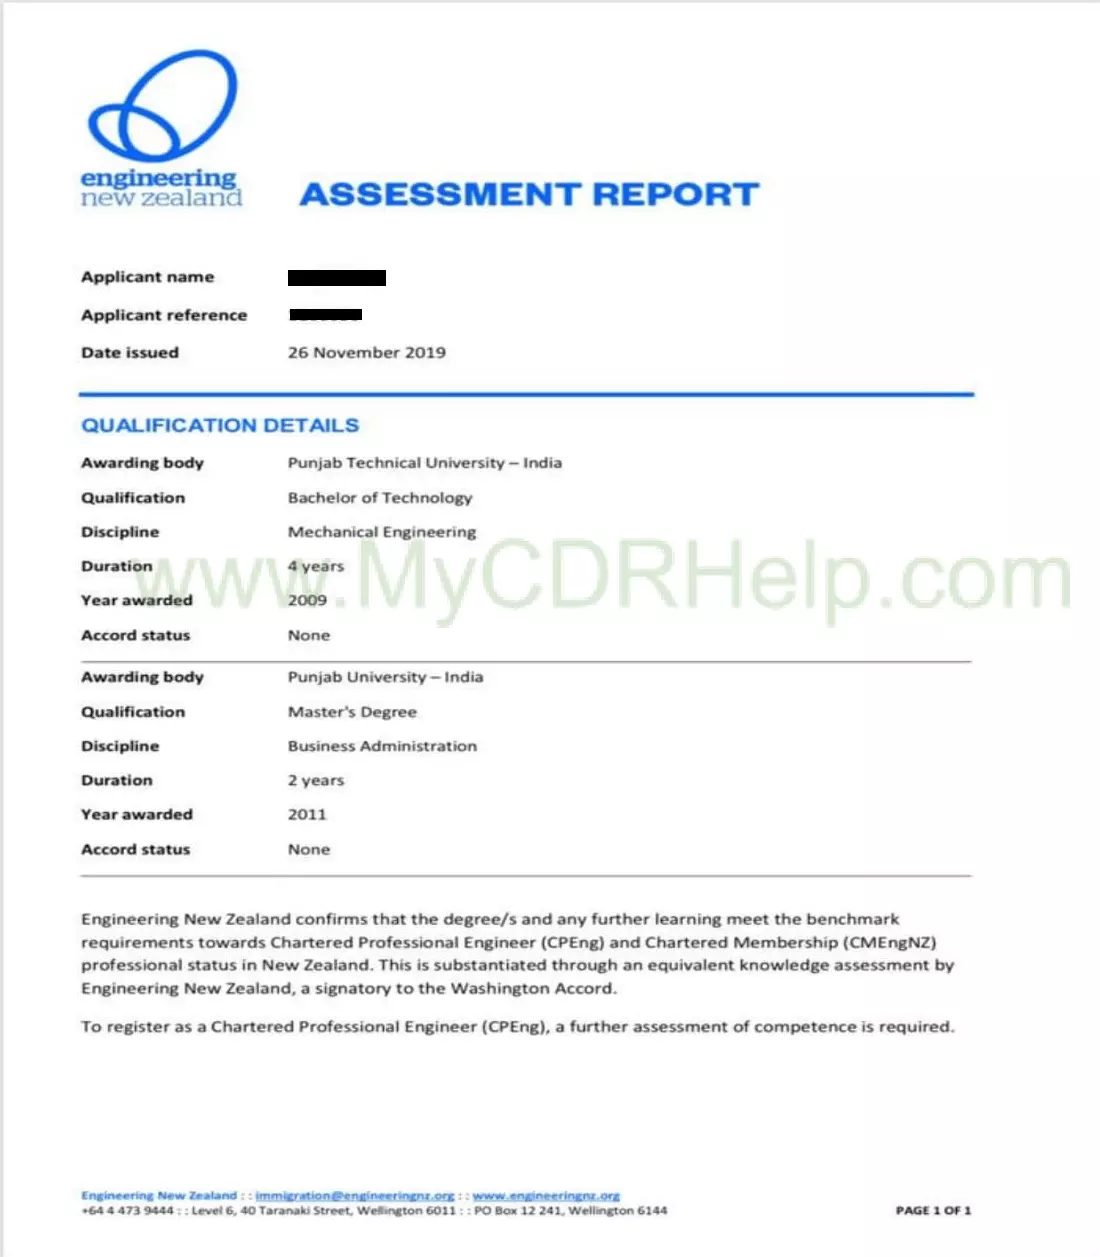 engineering
new zealand
ASSESSMENT REPORT
Applicant name
Applicant reference
Date issued 26 November 2019
QUALIFICATION DETAILS
Awarding body Punjab Technical University – India
Qualification Bachelor of Technology
Discipline Mechanical Engineering
Duration 4 years
www.MyCDRHelp.com
Year awarded 2009
Accord status None
Awarding body Punjab University – India
Qualification Master's Degree
Discipline Business Administration
Duration 2 years
Year awarded 2011
Accord status None
Engineering New Zealand confirms that the degree/s and any further learning meet the benchmark
requirements towards Chartered Professional Engineer (CPEng) and Chartered Membership (CMEngNZ)
professional status in New Zealand. This is substantiated through an equivalent knowledge assessment by
Engineering New Zealand, a signatory to the Washington Accord.
To register as a Chartered Professional Engineer (CPEng), a further assessment of competence is required.
Engineering New Zealand : : immigration@engineeringnz.org : : www.engineeringnz.org
+64 4 473 9444 : : Level 6, 40 Taranaki Street, Wellington 6011 : : PO Box 12 241, Wellington 6144 PAGE 1 OF 1